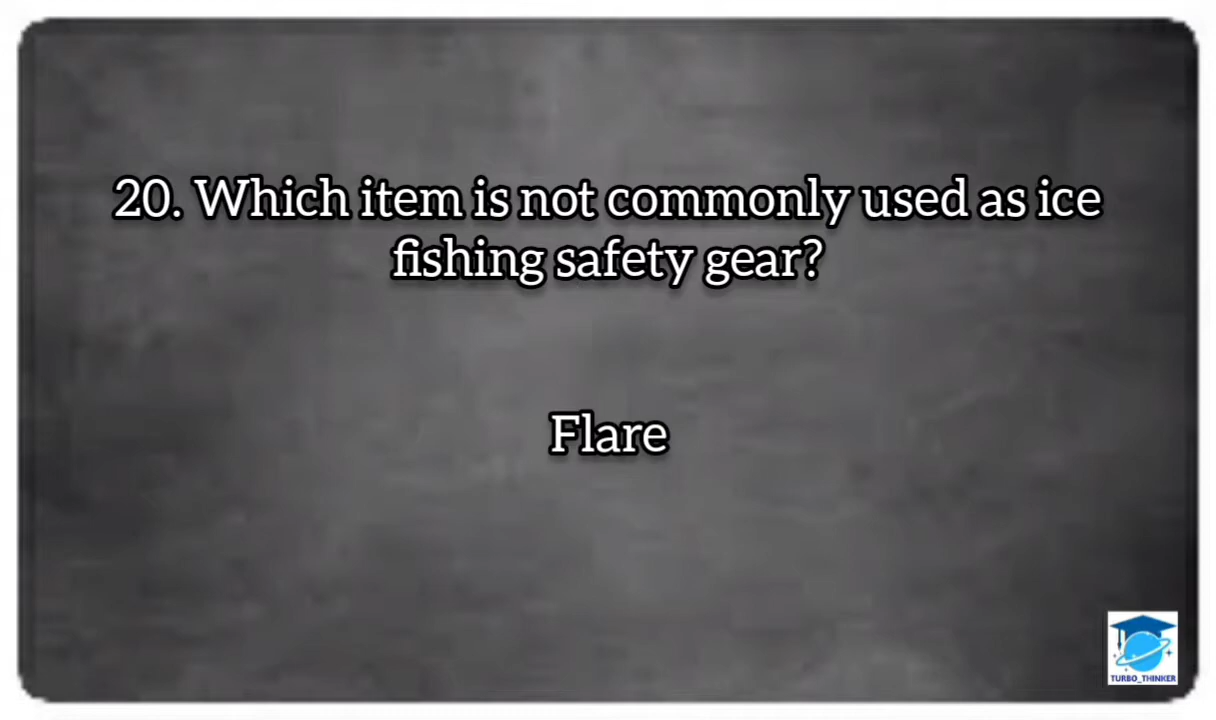 20. Which item is not commonly used as ice
fishing safety gear?
Flare
TURBO_THINKER